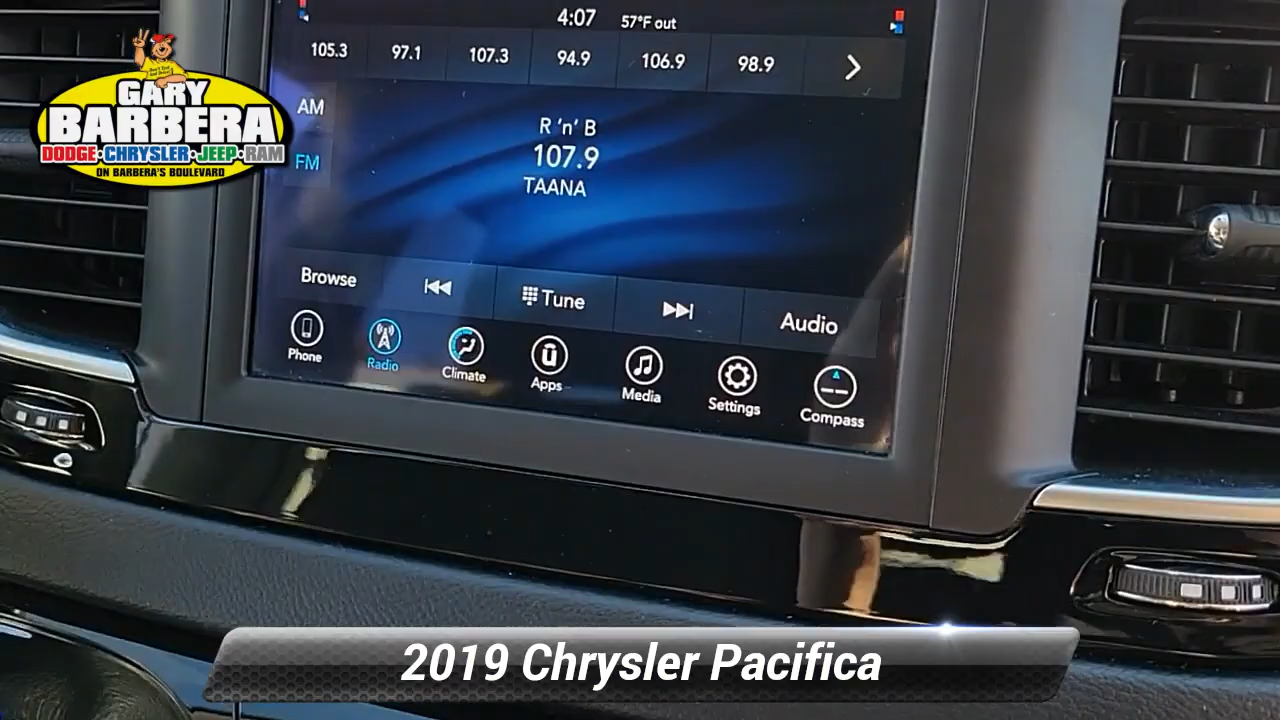 4:07 57°F out
105.3 97.1 107.3 94.9 106.9 98.9
GARY
BARBERA
DODGE·CHRYSLER·JEEP·RAM
ON BARBERA'S BOULEVARD
AM
FM
R 'n' B
107.9
TAANA
Browse Tune Audio
Phone Radio Climate Apps Media Settings Compass
2019 Chrysler Pacifica